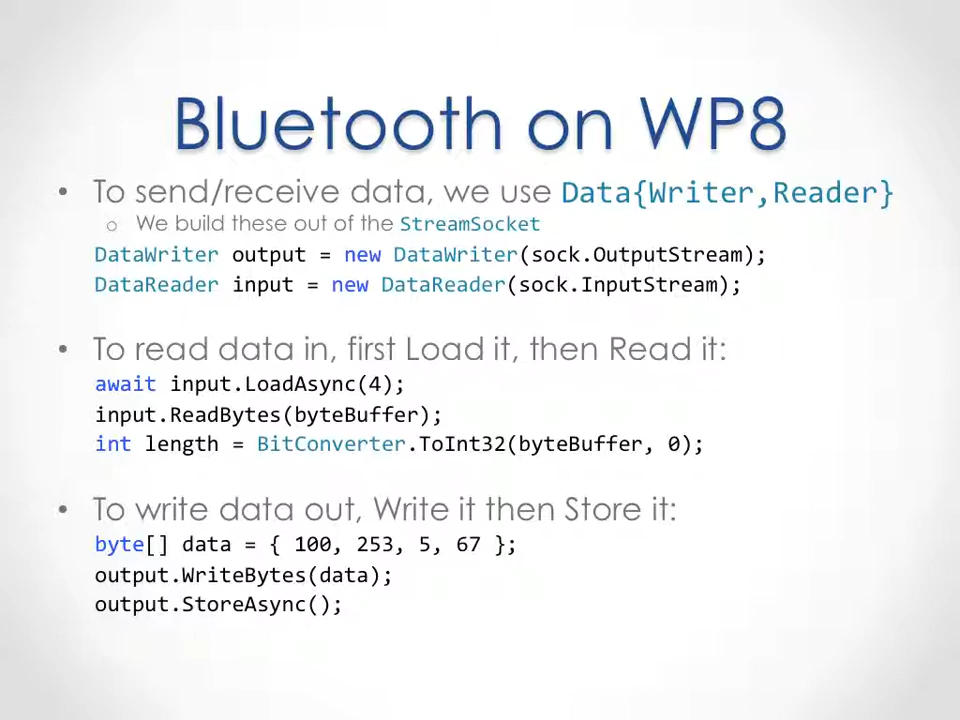 Bluetooth on WP8
• To send/receive data, we use Data{Writer,Reader}
o We build these out of the StreamSocket
DataWriter output = new DataWriter(sock.OutputStream);
DataReader input = new DataReader(sock.InputStream);
• To read data in, first Load it, then Read it:
await input.LoadAsync(4);
input.ReadBytes(byteBuffer);
int length = BitConverter.ToInt32(byteBuffer, 0);
• To write data out, Write it then Store it:
byte[] data = { 100, 253, 5, 67 };
output.WriteBytes(data);
output.StoreAsync();